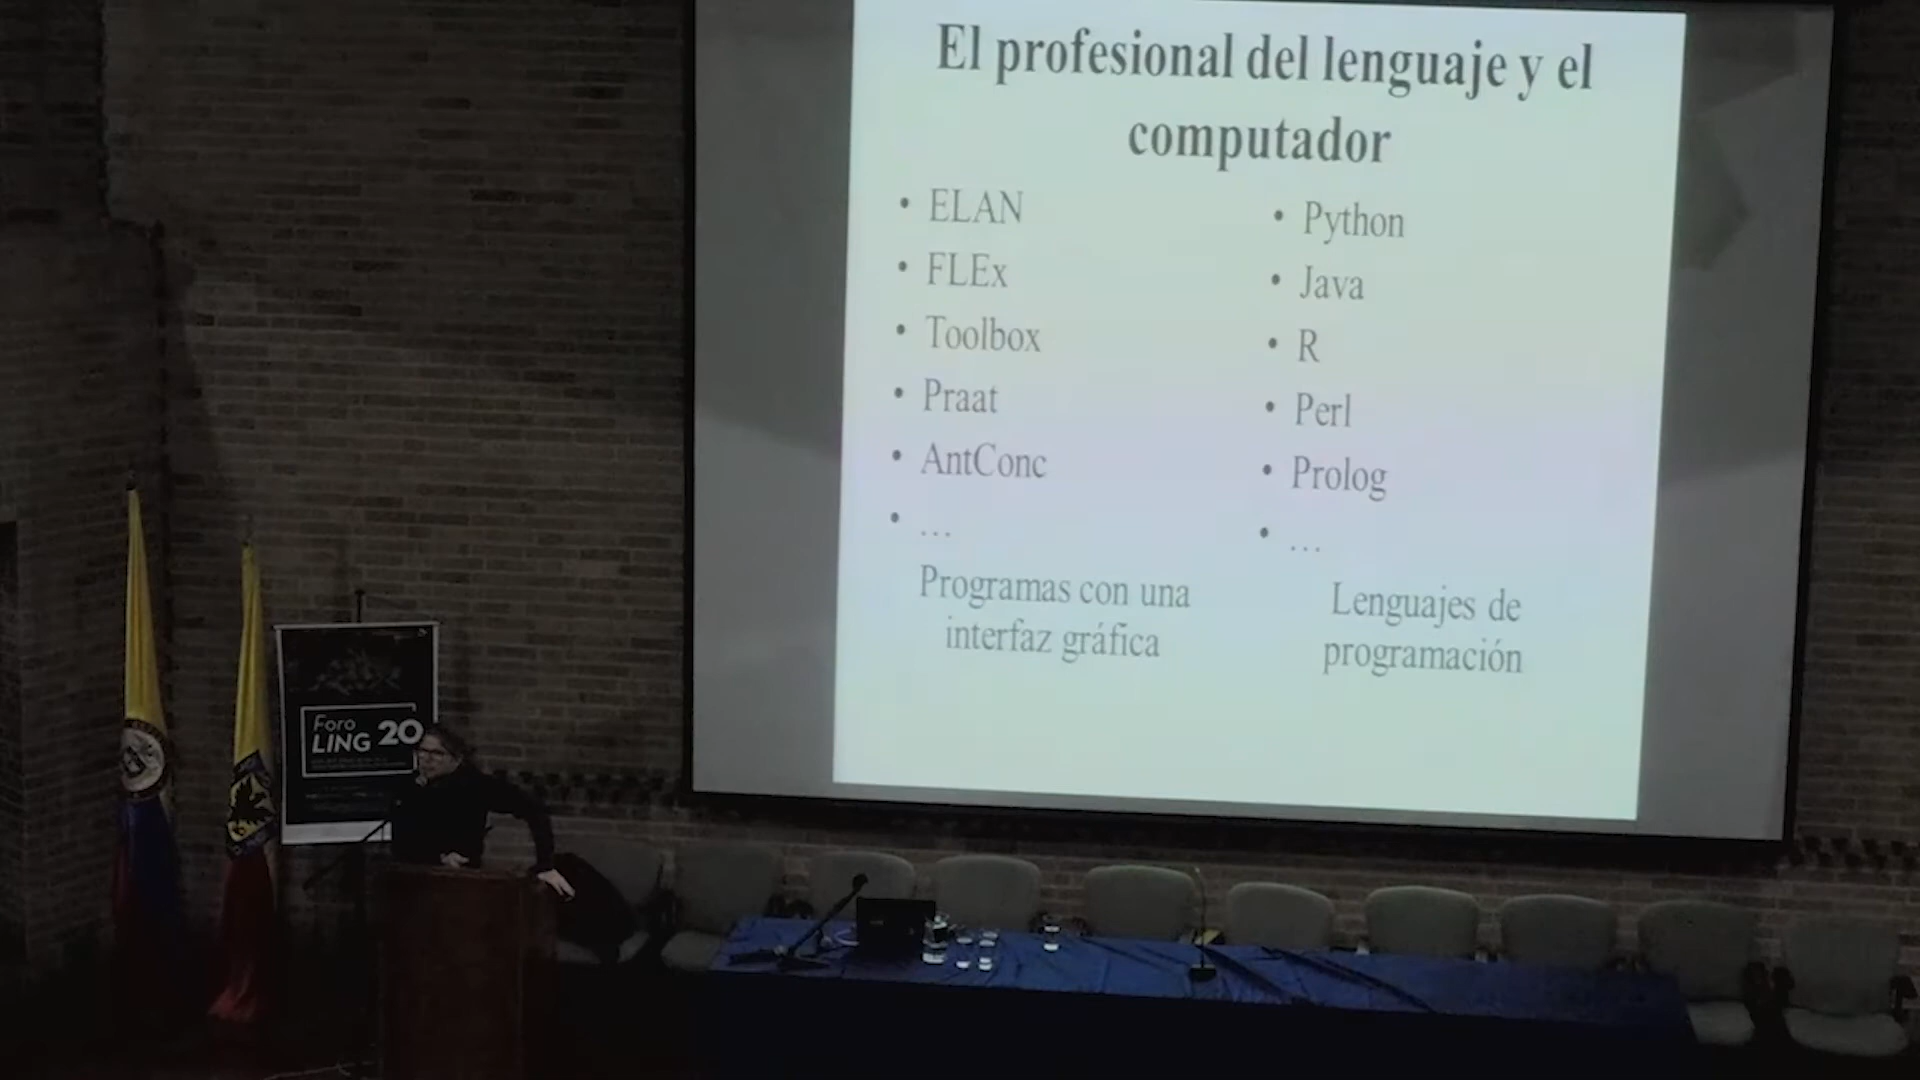 El profesional del lenguaje y el
computador
• ELAN
• FLEx
• Toolbox
• Praat
• AntConc
• ...
Programas con una
interfaz gráfica
• Python
• Java
• R
• Perl
• Prolog
• ...
Lenguajes de
programación
Foro
LING 20